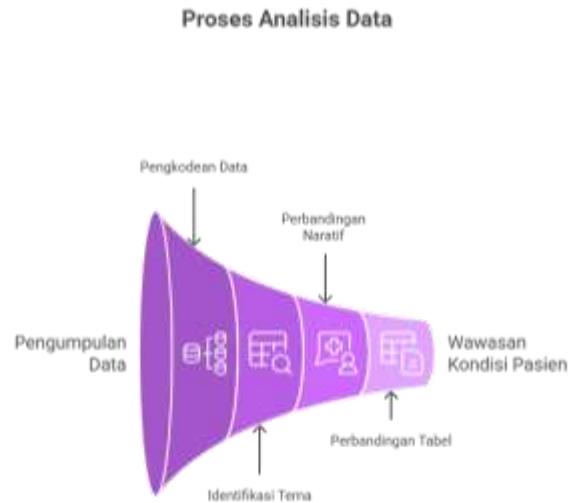 Proses Analisis Data
Pengkodean Data
Perbandingan
Naratif
Pengumpulan
Data
Wawasan
Kondisi Pasien
Perbandingan Tabel
Identifikasi Tema